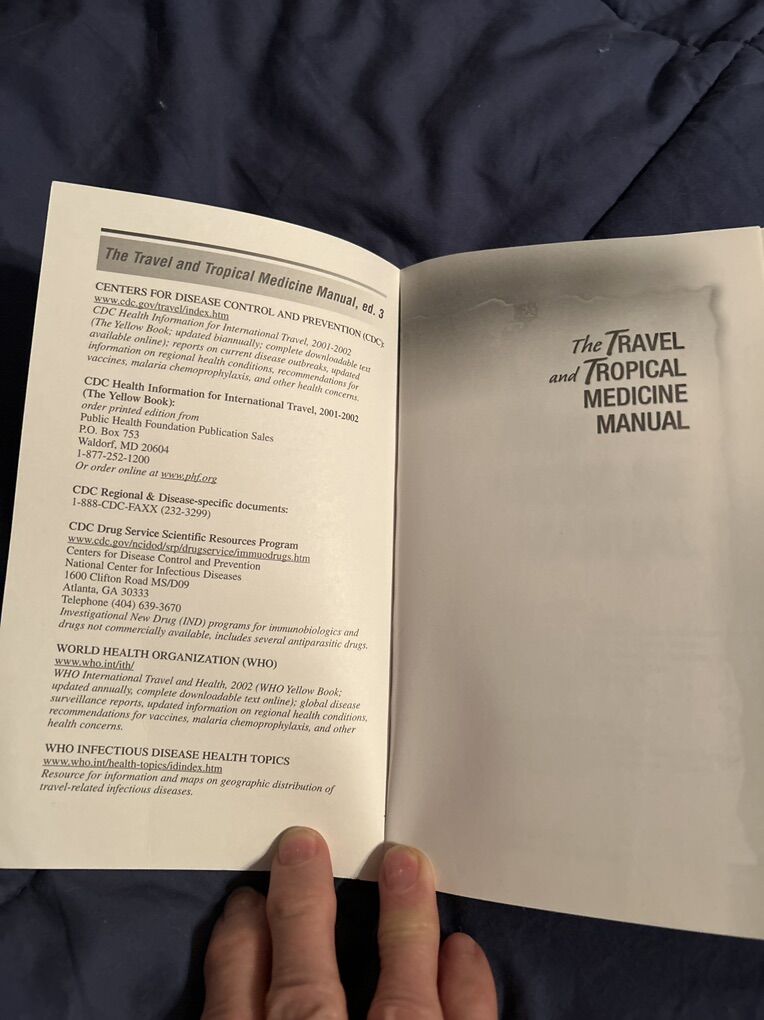 The Travel and Tropical Medicine Manual, ed. 3
CENTERS FOR DISEASE CONTROL AND PREVENTION (CDC):
www.cdc.gov/travel/index.htm
CDC Health Information for International Travel, 2001-2002
(The Yellow Book; updated biannually; complete downloadable text
available online); reports on current disease outbreaks, updated
information on regional health conditions, recommendations for
vaccines, malaria chemoprophylaxis, and other health concerns.
CDC Health Information for International Travel, 2001-2002
(The Yellow Book):
order printed edition from
Public Health Foundation Publication Sales
P.O. Box 753
Waldorf, MD 20604
1-877-252-1200
Or order online at www.phf.org
CDC Regional & Disease-specific documents:
1-888-CDC-FAXX (232-3299)
CDC Drug Service Scientific Resources Program
www.cdc.gov/ncidod/srp/drugservice/immuodrugs.htm
Centers for Disease Control and Prevention
National Center for Infectious Diseases
1600 Clifton Road MS/D09
Atlanta, GA 30333
Telephone (404) 639-3670
Investigational New Drug (IND) programs for immunobiologics and
drugs not commercially available, includes several antiparasitic drugs.
WORLD HEALTH ORGANIZATION (WHO)
www.who.int/ith/
WHO International Travel and Health, 2002 (WHO Yellow Book;
updated annually, complete downloadable text online); global disease
surveillance reports, updated information on regional health conditions,
recommendations for vaccines, malaria chemoprophylaxis, and other
health concerns.
WHO INFECTIOUS DISEASE HEALTH TOPICS
www.who.int/health-topics/idindex.htm
Resource for information and maps on geographic distribution of
travel-related infectious diseases.
The TRAVEL
and TROPICAL
MEDICINE
MANUAL